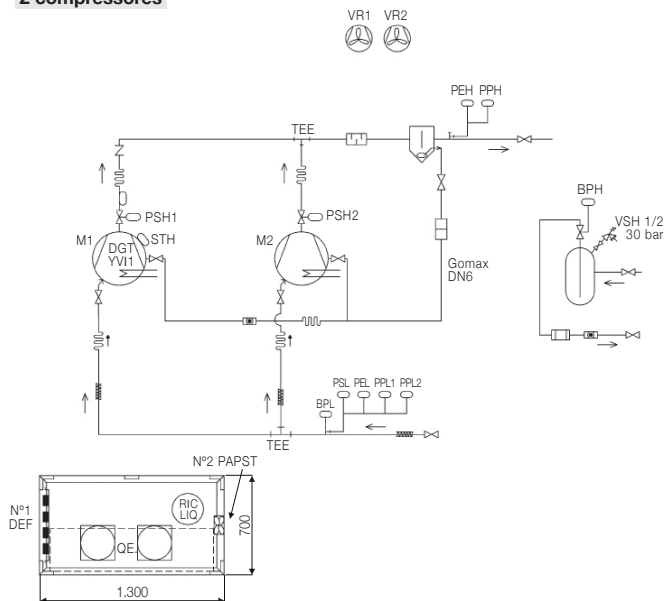 2 compressores
VR1 VR2
PEH PPH
TEE
PSH1
PSH2
BPH
M1
DGT
YVI1
STH
M2
VSH 1/2
30 bar
Gomax
DN6
PSL PEL PPL1 PPL2
BPL
TEE
Nº2 PAPST
Nº1
DEF
RIC
LIQ
QE.
700
1.300